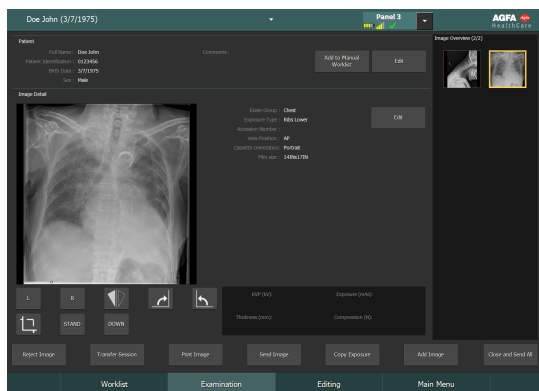 Doe John (3/7/1975)
Panel 3
AGFA
HealthCare
Patient
Full Name : Doe John
Patient Identification : 0123456
Birth Date : 3/7/1975
Sex : Male
Comments :
Add to Manual Worklist
Edit
Image Overview (2/2)
Image Detail
Exam Group : Chest
Exposure Type : Ribs Lower
Accession Number :
View Position : AP
Cassette Orientation: Portrait
Film size : 14INx17IN
Edit
L
R
STAND
DOWN
KVP (kV):
Exposure (mAs):
Thickness (mm):
Compression (N):
Reject Image
Transfer Session
Print Image
Send Image
Copy Exposure
Add Image
Close and Send All
Worklist
Examination
Editing
Main Menu